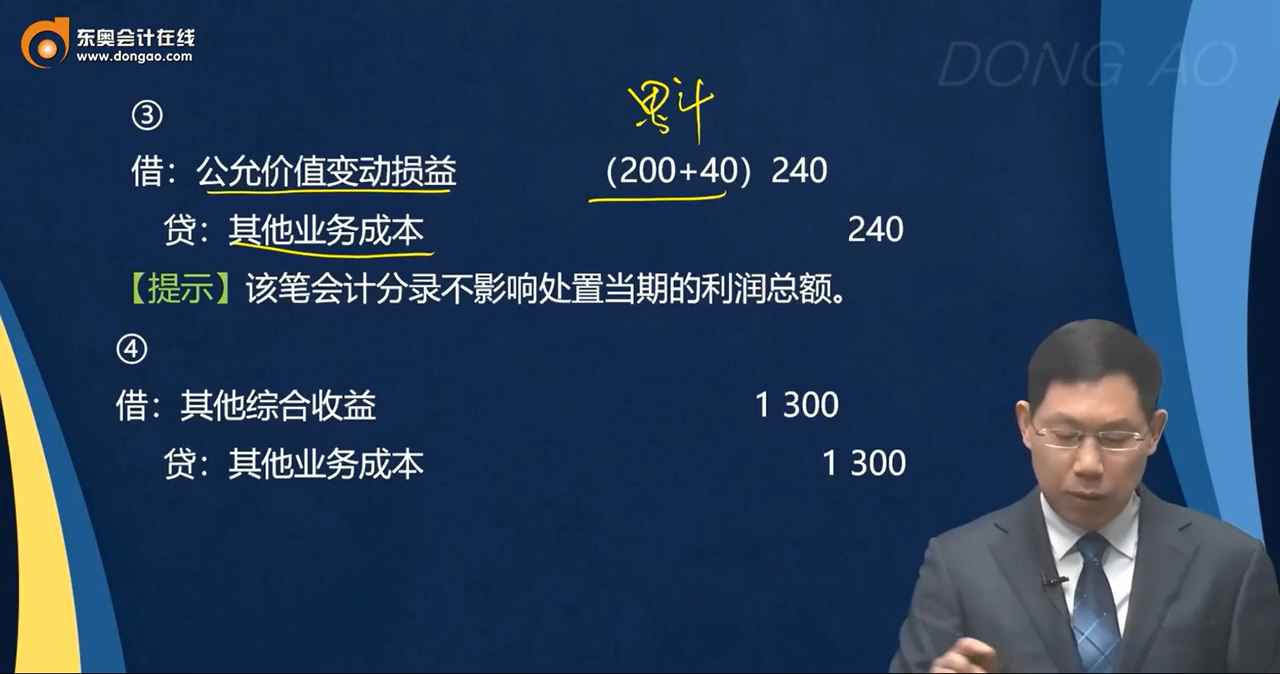 东奥会计在线
www.dongao.com
DONG AO
③
累计
借：公允价值变动损益 （200+40）240
贷：其他业务成本 240
【提示】该笔会计分录不影响处置当期的利润总额。
④
借：其他综合收益 1 300
贷：其他业务成本 1 300